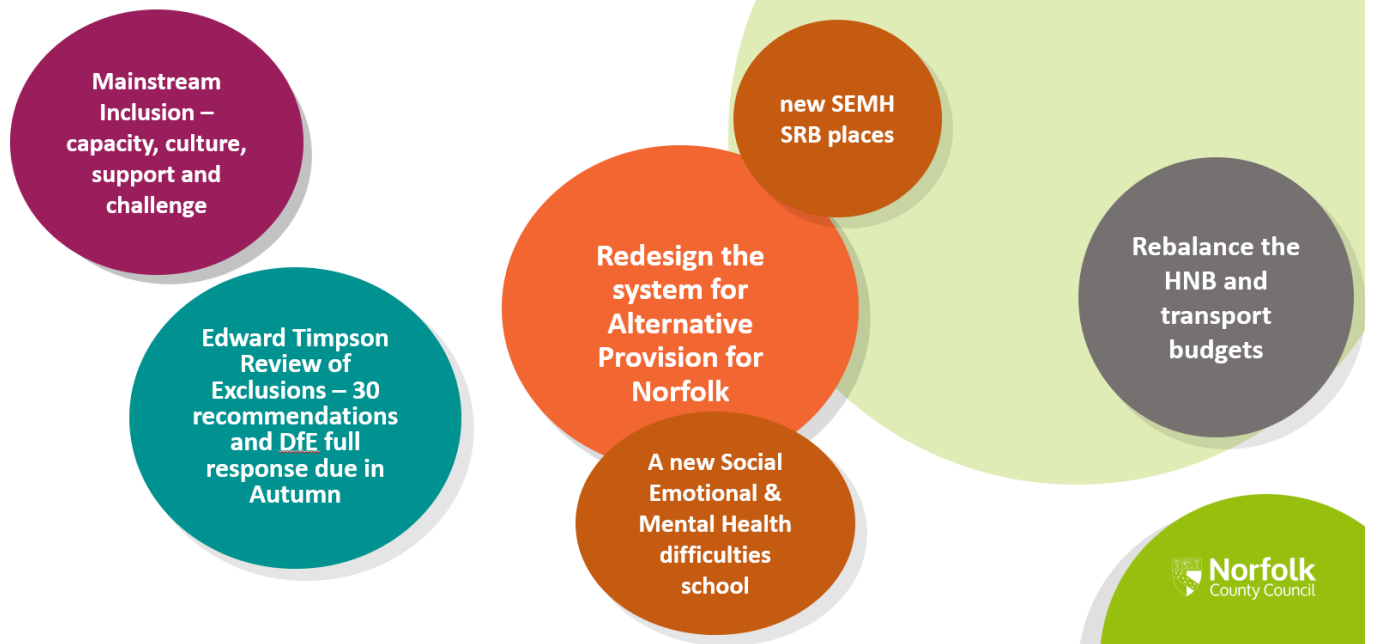 Mainstream
Inclusion –
capacity, culture,
support and
challenge
Edward Timpson
Review of
Exclusions – 30
recommendations
and DfE full
response due in
Autumn
new SEMH
SRB places
Redesign the
system for
Alternative
Provision for
Norfolk
A new Social
Emotional &
Mental Health
difficulties
school
Rebalance the
HNB and
transport
budgets
Norfolk
County Council